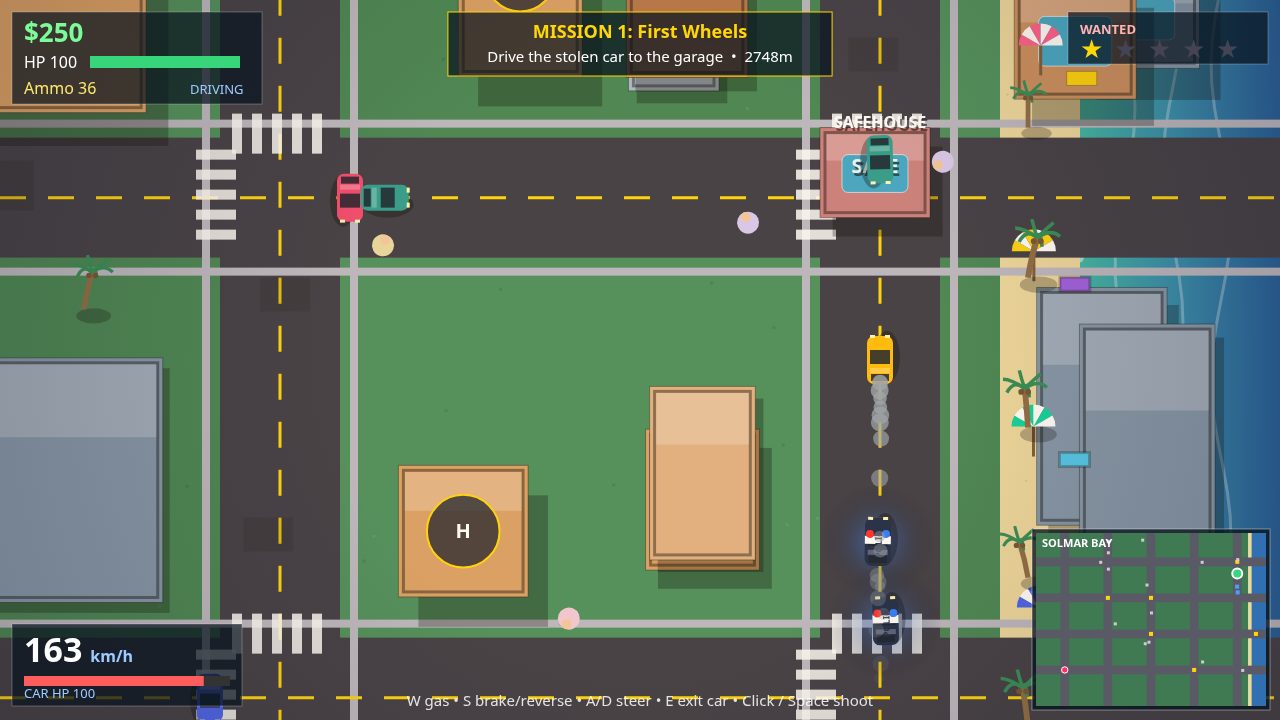 $250
HP 100
Ammo 36
DRIVING
MISSION 1: First Wheels
Drive the stolen car to the garage • 2748m
WANTED
SAFEHOUSE
H
SOLMAR BAY
163 km/h
CAR HP 100
W gas • S brake/reverse • A/D steer • E exit car • Click / Space shoot